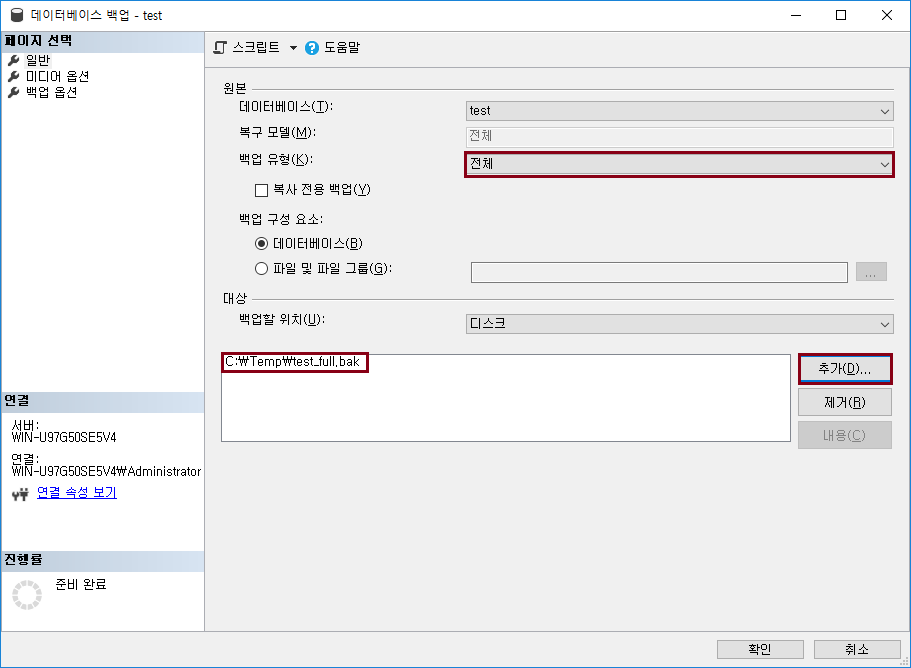 데이터베이스 백업 - test
페이지 선택
일반
미디어 옵션
백업 옵션
스크립트 도움말
원본
데이터베이스(T): test
복구 모델(M): 전체
백업 유형(K): 전체
복사 전용 백업(Y)
백업 구성 요소:
데이터베이스(B)
파일 및 파일 그룹(G): ...
대상
백업할 위치(U): 디스크
C:₩Temp₩test_full.bak
추가(D)...
제거(R)
내용(C)
연결
서버:
WIN-U97G50SE5V4
연결:
WIN-U97G50SE5V4₩Administrator
연결 속성 보기
진행률
준비 완료
확인 취소